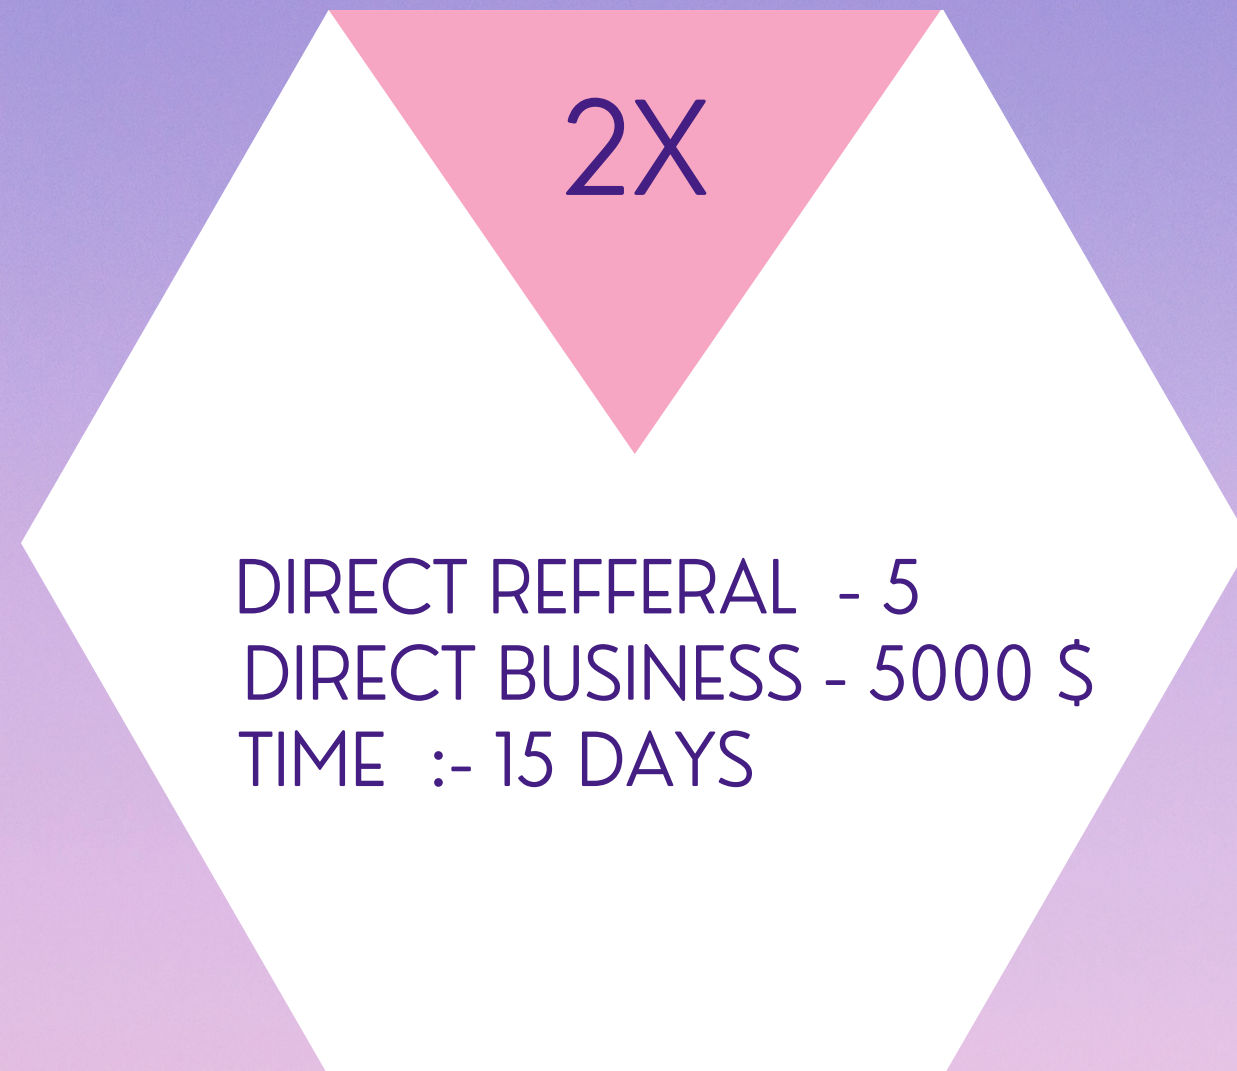 2X
DIRECT REFFERAL - 5
DIRECT BUSINESS - 5000 $
TIME :- 15 DAYS